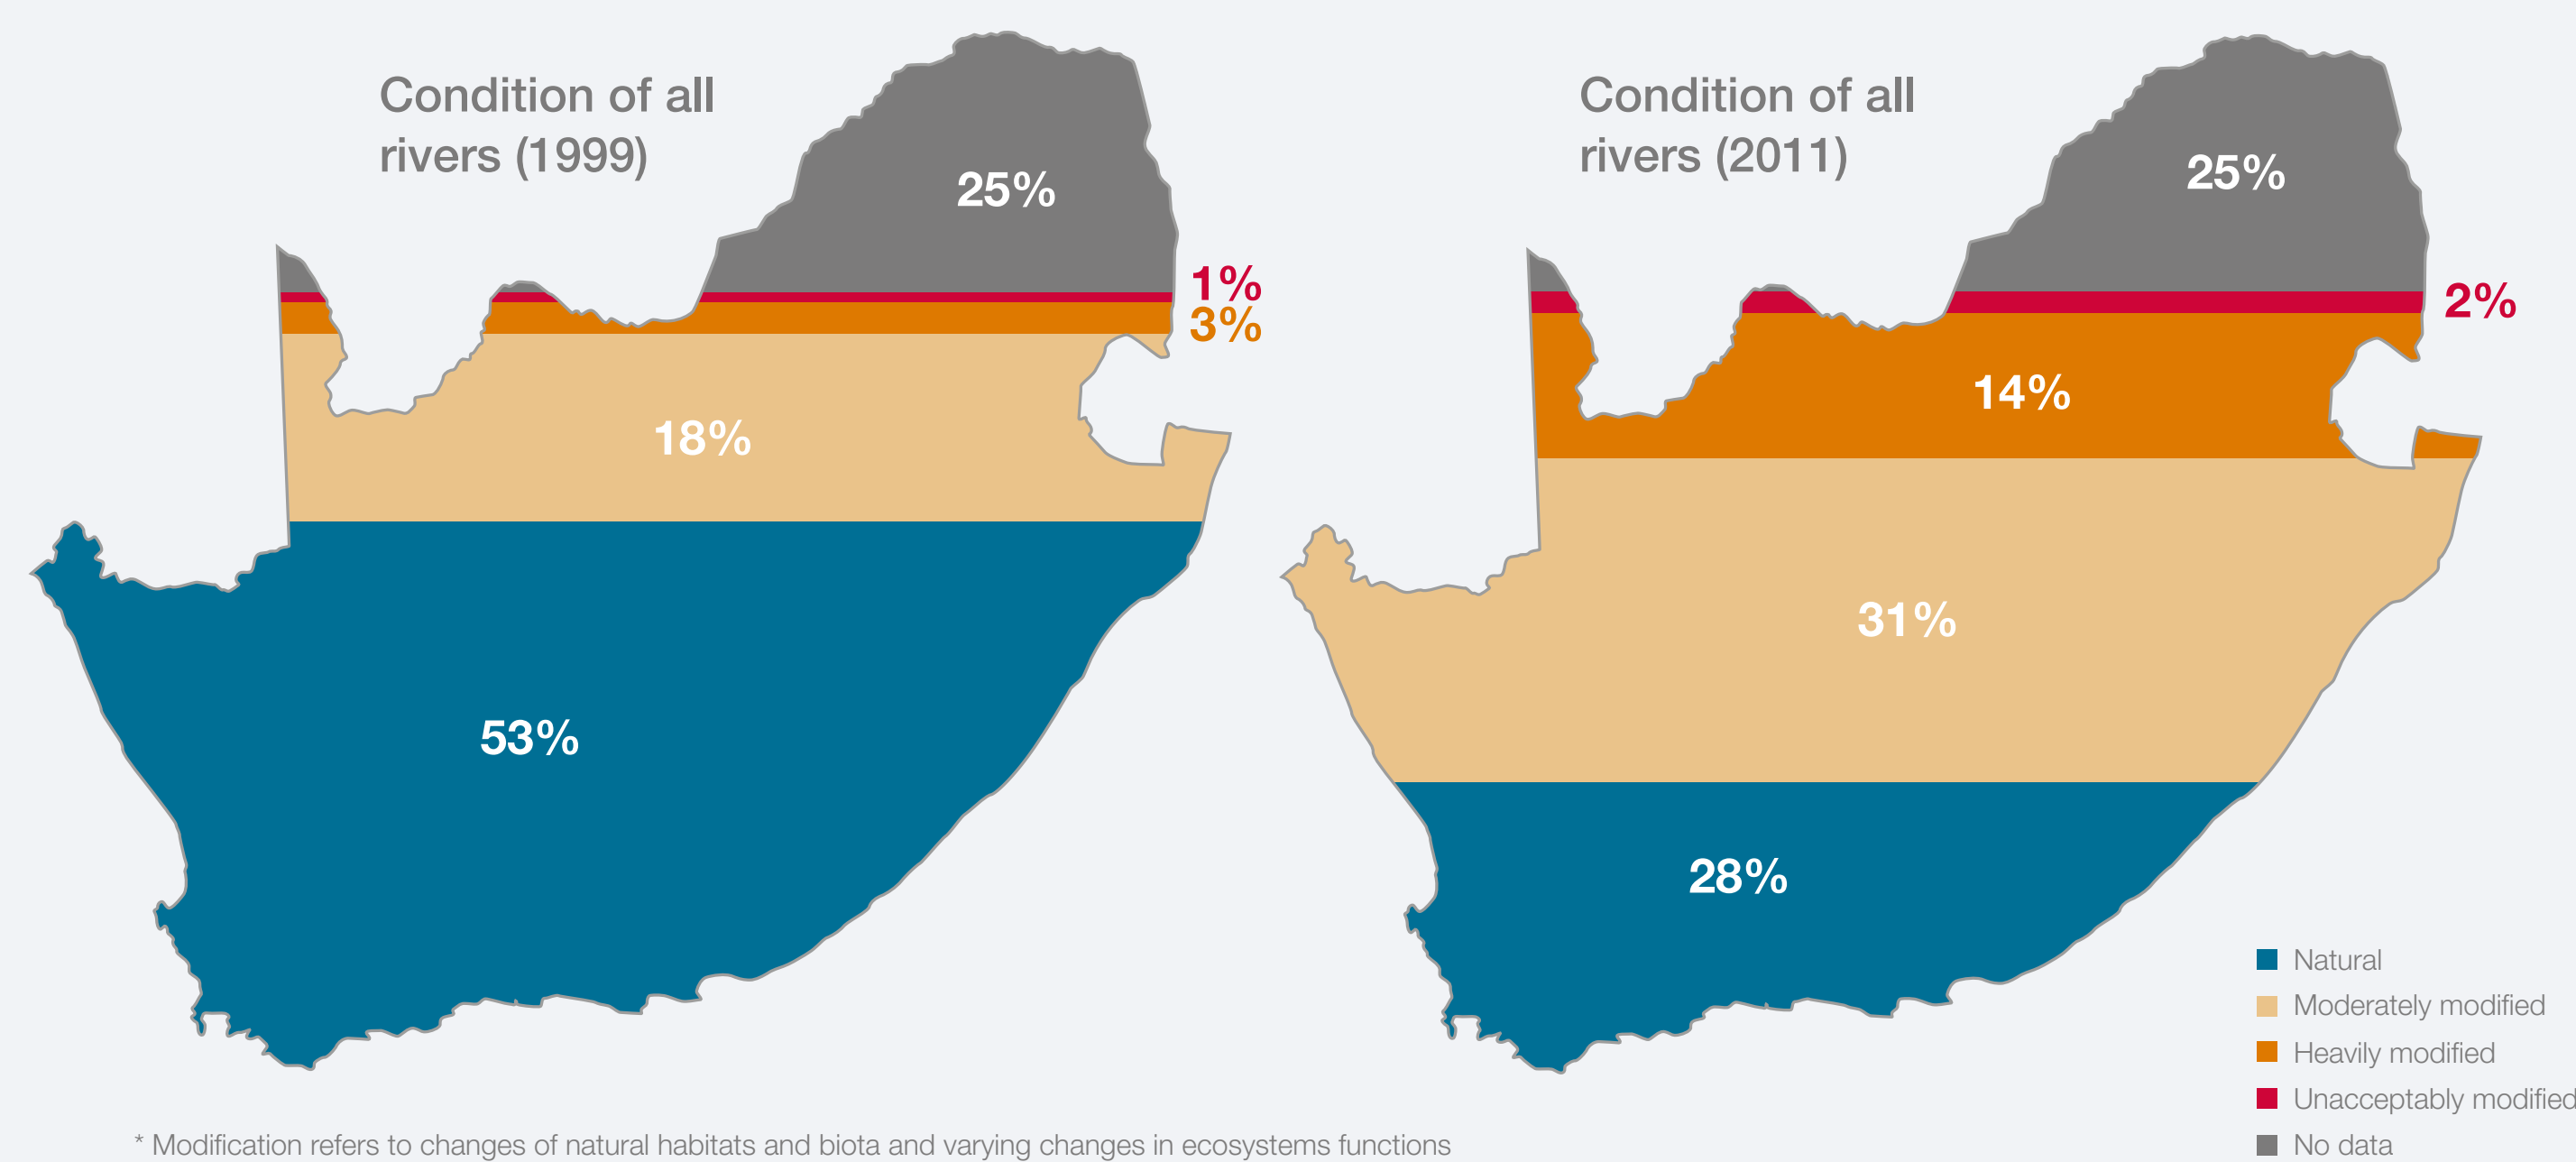 Condition of all
rivers (1999)
25%
1%
3%
18%
53%
Condition of all
rivers (2011)
25%
2%
14%
31%
28%
Natural
Moderately modified
Heavily modified
Unacceptably modified
No data
* Modification refers to changes of natural habitats and biota and varying changes in ecosystems functions